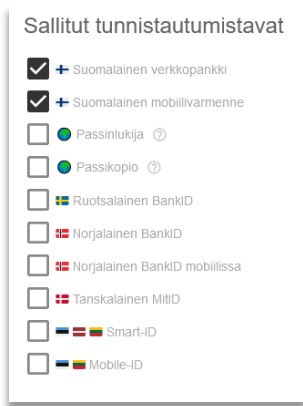 Sallitut tunnistautumistavat
Suomalainen verkkopankki
Suomalainen mobiilivarmenne
Passinlukija ?
Passikopio ?
Ruotsalainen BankID
Norjalainen BankID
Norjalainen BankID mobiilissa
Tanskalainen MitID
Smart-ID
Mobile-ID